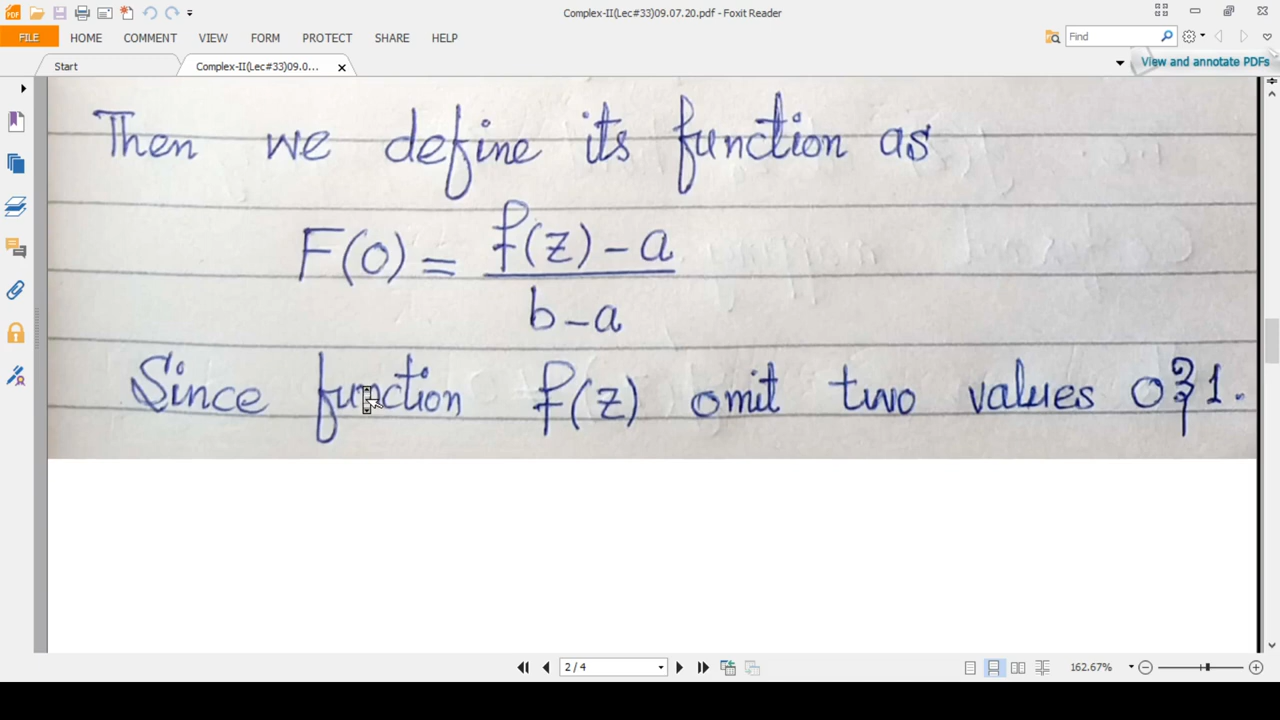 Complex-II(Lec#33)09.07.20.pdf - Foxit Reader
FILE HOME COMMENT VIEW FORM PROTECT SHARE HELP
Find
Start Complex-II(Lec#33)09.0...
View and annotate PDFs
Then we define its function as
F(0) = f(z) - a
b - a
Since function f(z) omit two values 0 & 1.
2 / 4
162.67%